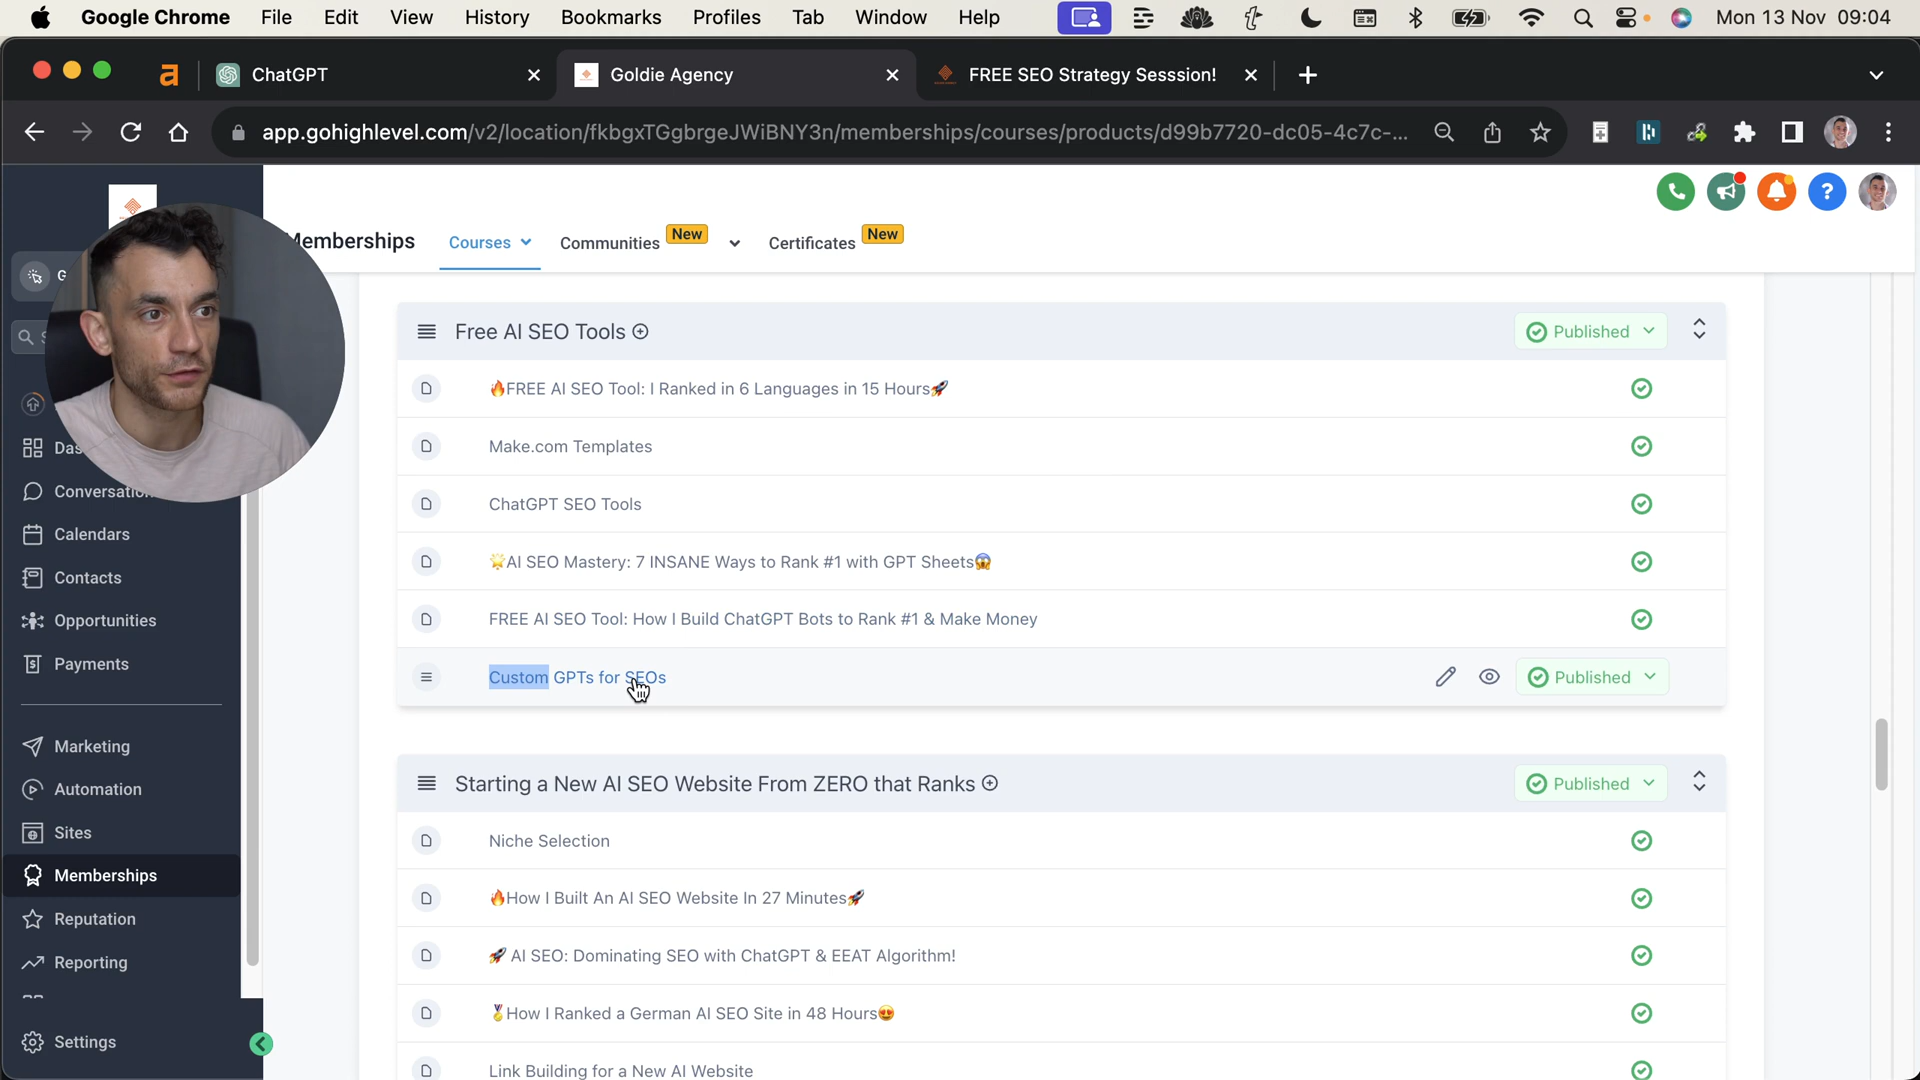 Google Chrome File Edit View History Bookmarks Profiles Tab Window Help Mon 13 Nov 09:04
ChatGPT
Goldie Agency
FREE SEO Strategy Sesssion!
app.gohighlevel.com/v2/location/fkbgxTGgbrgeJWiBNY3n/memberships/courses/products/d99b7720-dc05-4c7c-...
Memberships
Courses
Communities
New
Certificates
New
G
S
Conversation
Calendars
Contacts
Opportunities
Payments
Marketing
Automation
Sites
Memberships
Reputation
Reporting
Settings
Free AI SEO Tools
Published
🔥FREE AI SEO Tool: I Ranked in 6 Languages in 15 Hours🚀
Make.com Templates
ChatGPT SEO Tools
🌟AI SEO Mastery: 7 INSANE Ways to Rank #1 with GPT Sheets😱
FREE AI SEO Tool: How I Build ChatGPT Bots to Rank #1 & Make Money
Custom GPTs for SEOs
Published
Starting a New AI SEO Website From ZERO that Ranks
Published
Niche Selection
🔥How I Built An AI SEO Website In 27 Minutes🚀
🚀 AI SEO: Dominating SEO with ChatGPT & EEAT Algorithm!
🏅How I Ranked a German AI SEO Site in 48 Hours😍
Link Building for a New AI Website